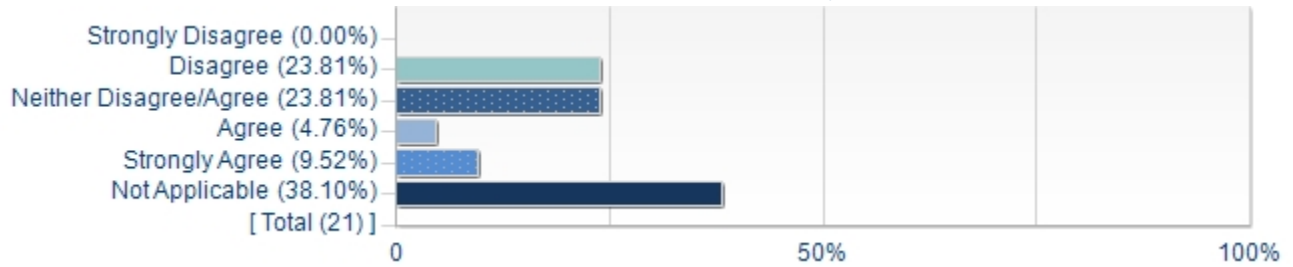 Strongly Disagree (0.00%)
Disagree (23.81%)
Neither Disagree/Agree (23.81%)
Agree (4.76%)
Strongly Agree (9.52%)
Not Applicable (38.10%)
[ Total (21) ]
0 50% 100%